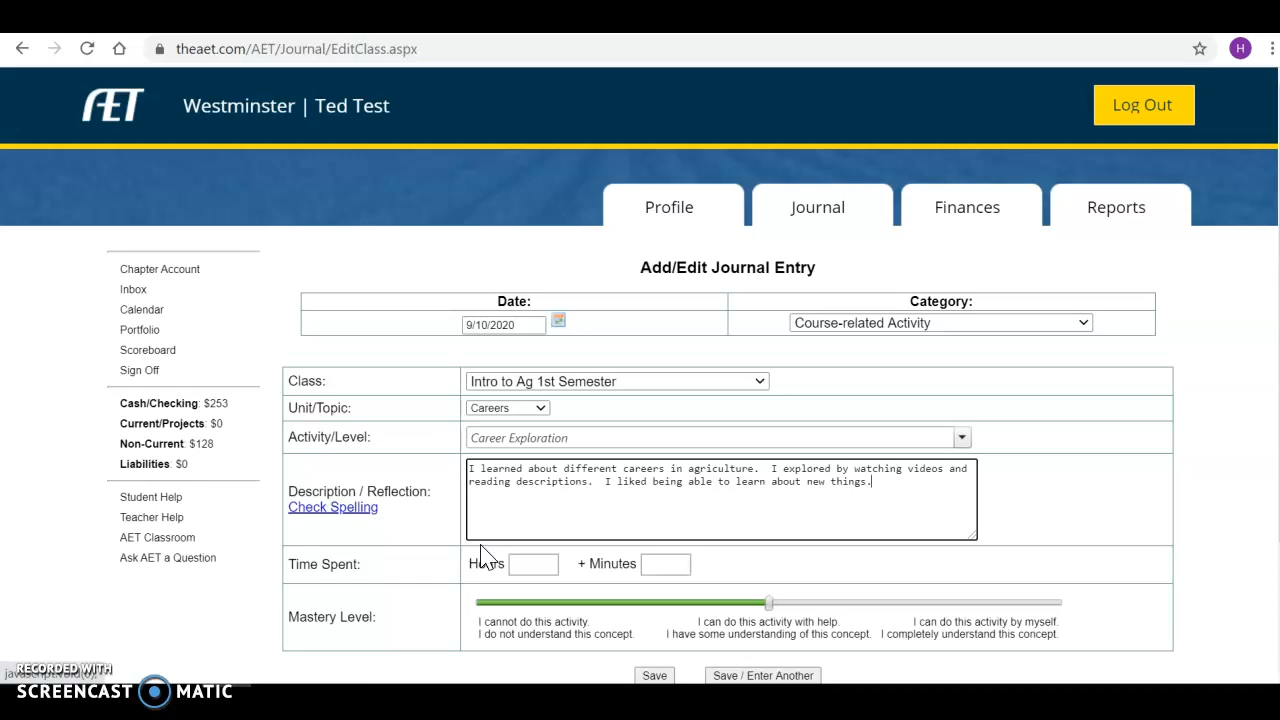 theaet.com/AET/Journal/EditClass.aspx
H
AET
Westminster | Ted Test
Log Out
Profile
Journal
Finances
Reports
Chapter Account
Inbox
Calendar
Portfolio
Scoreboard
Sign Off
Cash/Checking: $253
Current/Projects: $0
Non-Current: $128
Liabilities: $0
Student Help
Teacher Help
AET Classroom
Ask AET a Question
Add/Edit Journal Entry
Date:
Category:
9/10/2020
Course-related Activity
Class:
Intro to Ag 1st Semester
Unit/Topic:
Careers
Activity/Level:
Career Exploration
Description / Reflection:
Check Spelling
I learned about different careers in agriculture.  I explored by watching videos and
reading descriptions.  I liked being able to learn about new things.
Time Spent:
Hours
+ Minutes
Mastery Level:
I cannot do this activity.
I do not understand this concept.
I can do this activity with help.
I have some understanding of this concept.
I can do this activity by myself.
I completely understand this concept.
Save
Save / Enter Another
javascript:void(0);
RECORDED WITH
SCREENCAST MATIC